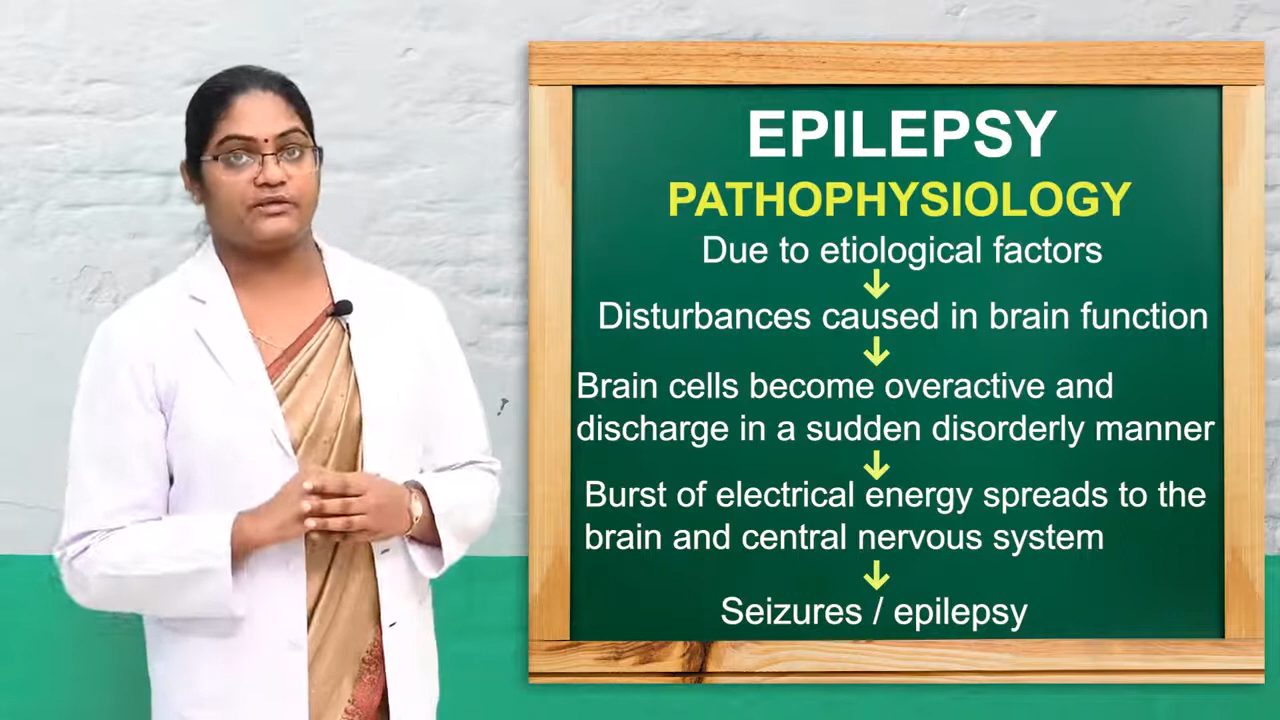 EPILEPSY
PATHOPHYSIOLOGY
Due to etiological factors
↓
Disturbances caused in brain function
↓
Brain cells become overactive and
discharge in a sudden disorderly manner
↓
Burst of electrical energy spreads to the
brain and central nervous system
↓
Seizures / epilepsy